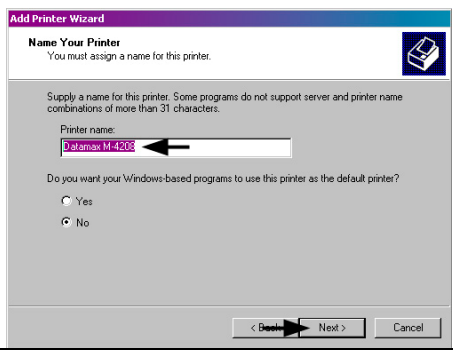 Add Printer Wizard
Name Your Printer
You must assign a name for this printer.
Supply a name for this printer. Some programs do not support server and printer name
combinations of more than 31 characters.
Printer name:
Datamax M-4208
Do you want your Windows-based programs to use this printer as the default printer?
Yes
No
< Back Next > Cancel